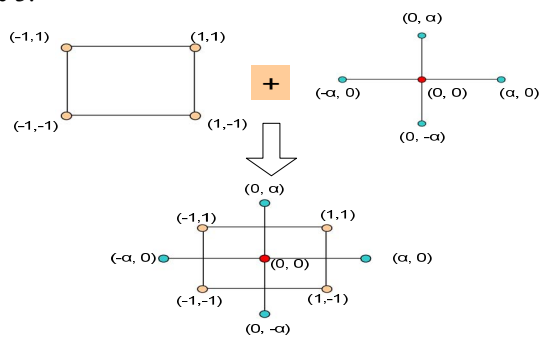 (-1,1)
(1,1)
(-1,-1)
(1,-1)
+
(0, α)
(-α, 0)
(0, 0)
(α, 0)
(0, -α)
(0, α)
(-1,1)
(1,1)
(-α, 0)
(0, 0)
(α, 0)
(-1,-1)
(1,-1)
(0, -α)